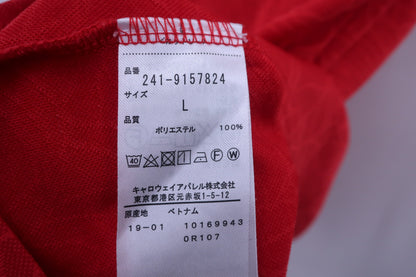 品番
241-9157824
サイズ
L
品質
ポリエステル 100%
40 F W
キャロウェイアパレル株式会社
東京都港区元赤坂1-5-12
原産地 ベトナム
19-01 10169943
0R107